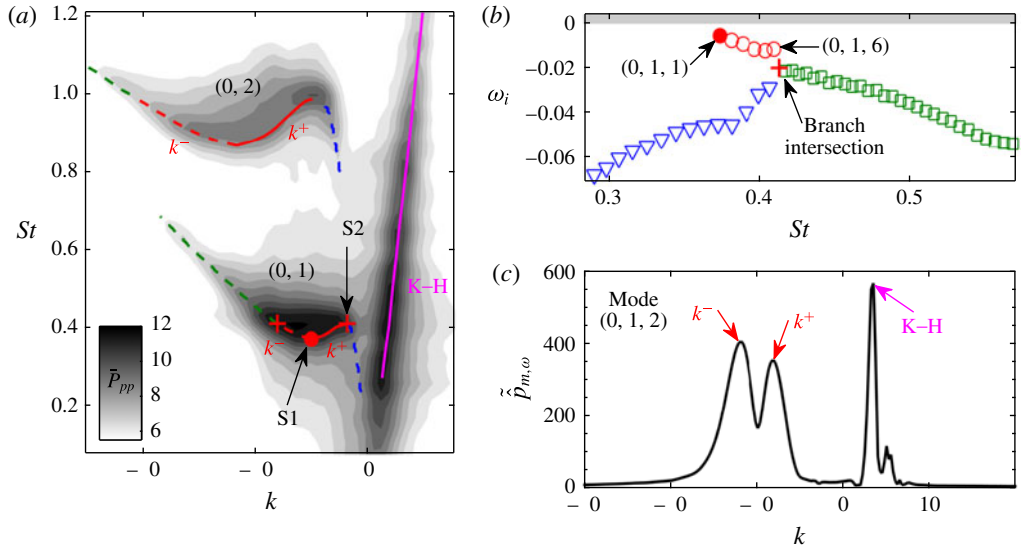 (a)
1.2
1.0
0.8
0.6
0.4
0.2
St
(0, 2)
k⁻
k⁺
S2
(0, 1)
K–H
k⁻
k⁺
S1
12
10
8
6
P̄pp
– 0
– 0
0
k
(b)
0
–0.02
–0.04
–0.06
ωi
(0, 1, 1)
(0, 1, 6)
Branch
intersection
0.3
0.4
0.5
St
(c)
600
400
200
0
p̃̂m,ω
Mode
(0, 1, 2)
k⁻
k⁺
K–H
– 0
– 0
– 0
0
10
k